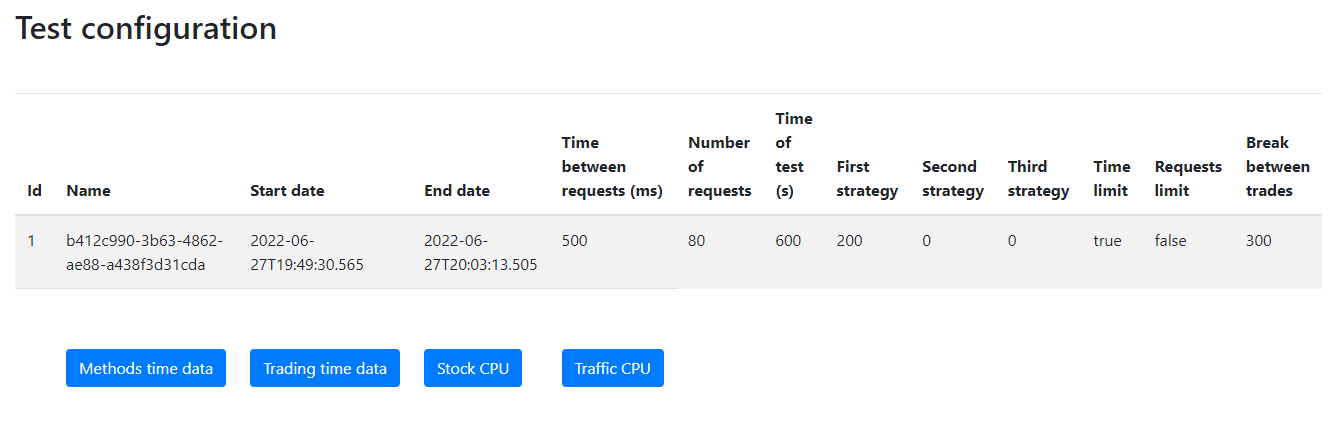 Test configuration
Id
Name
Start date
End date
Time
between
requests (ms)
Number
of
requests
Time
of
test
(s)
First
strategy
Second
strategy
Third
strategy
Time
limit
Requests
limit
Break
between
trades
1
b412c990-3b63-4862-
ae88-a438f3d31cda
2022-06-
27T19:49:30.565
2022-06-
27T20:03:13.505
500
80
600
200
0
0
true
false
300
Methods time data
Trading time data
Stock CPU
Traffic CPU